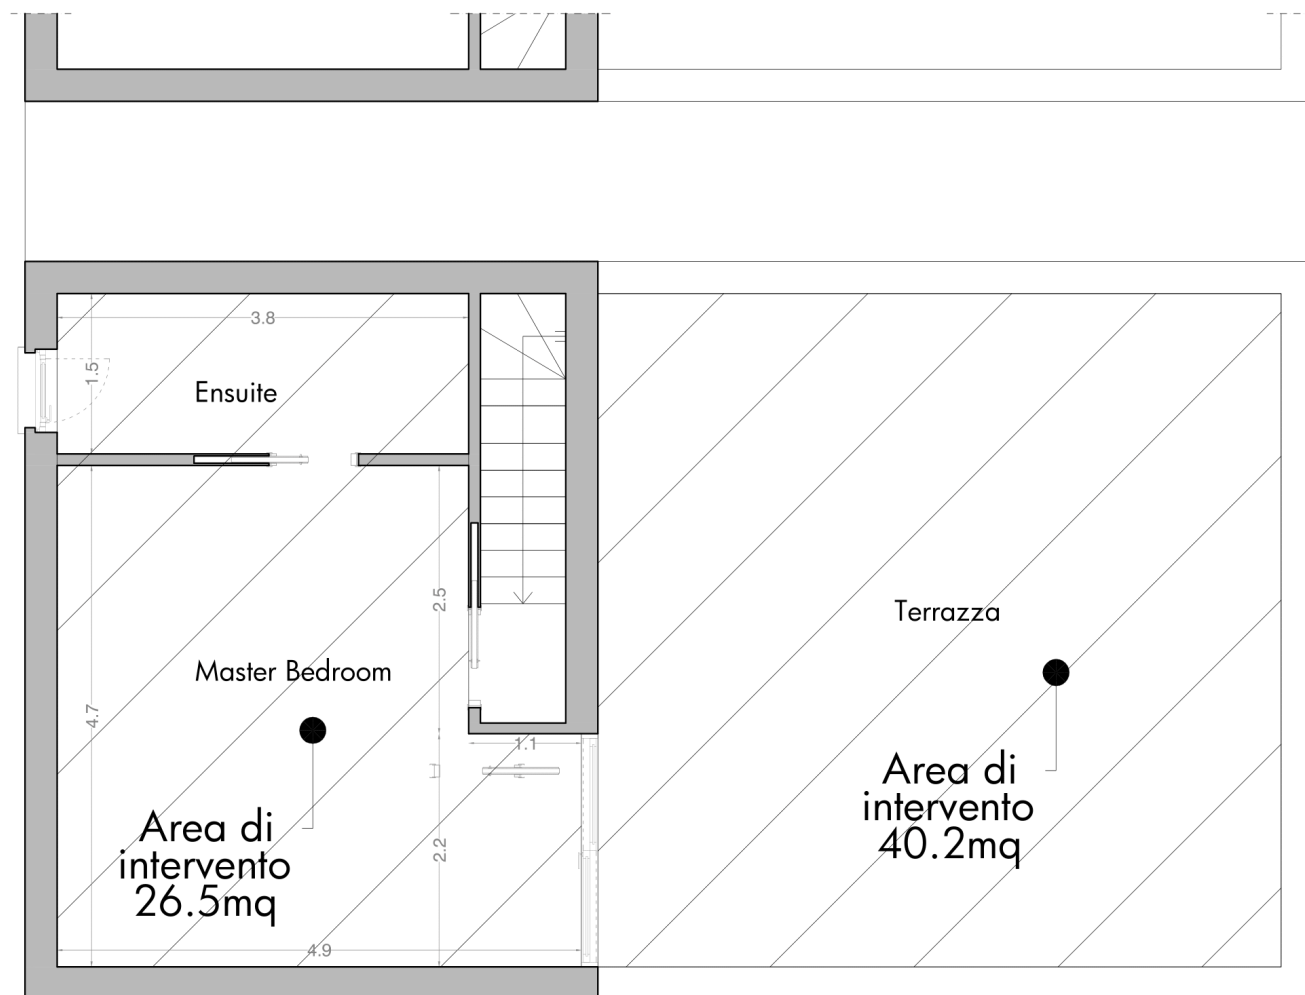 3.8
1.5
Ensuite
2.5
Terrazza
Master Bedroom
4.7
1.1
Area di
intervento
40.2mq
Area di
intervento
26.5mq
2.2
4.9